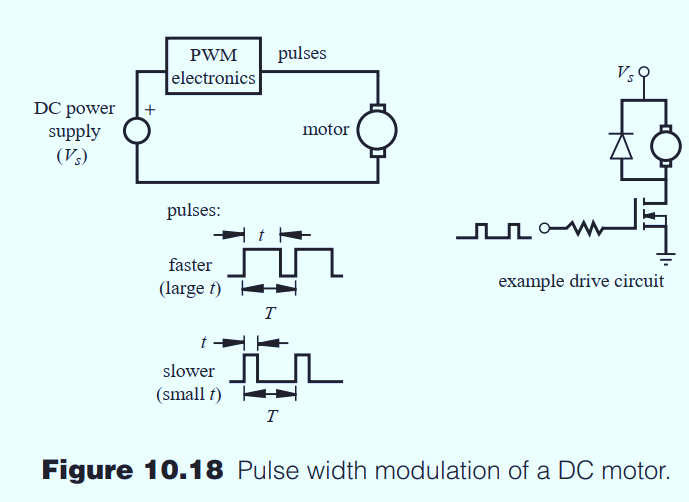 PWM
electronics
pulses
DC power
supply
(Vs)
+
motor
Vs
pulses:
t
faster
(large t)
T
t
slower
(small t)
T
example drive circuit
Figure 10.18 Pulse width modulation of a DC motor.